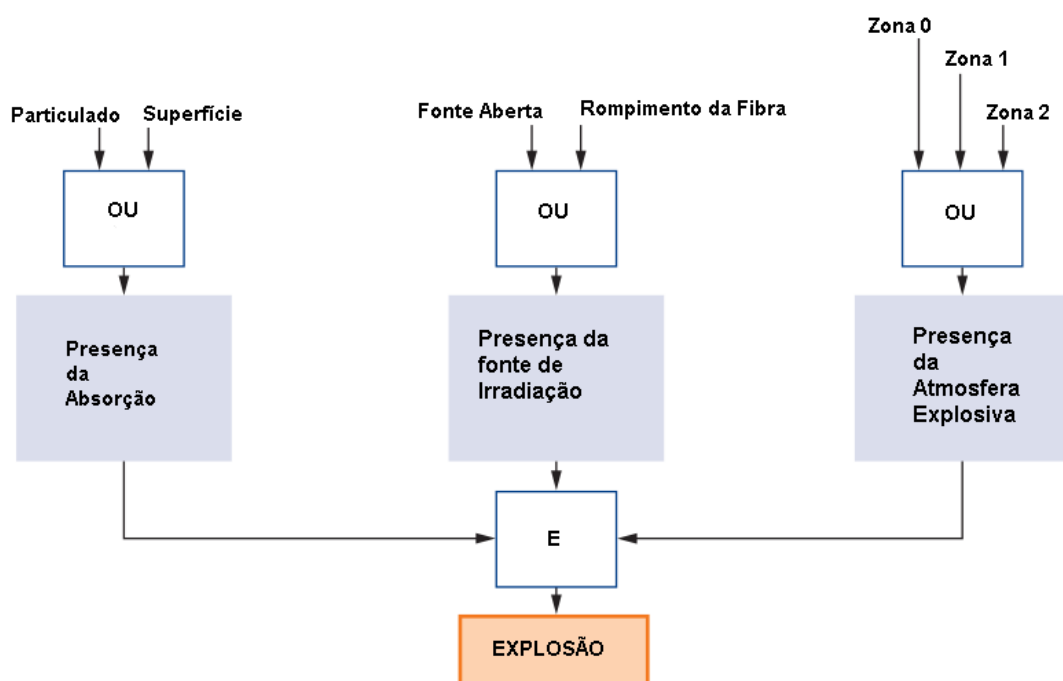 Zona 0
Zona 1
Zona 2
Particulado
Superfície
Fonte Aberta
Rompimento da Fibra
OU
OU
OU
Presença
da
Absorção
Presença da
fonte de
Irradiação
Presença
da
Atmosfera
Explosiva
E
EXPLOSÃO